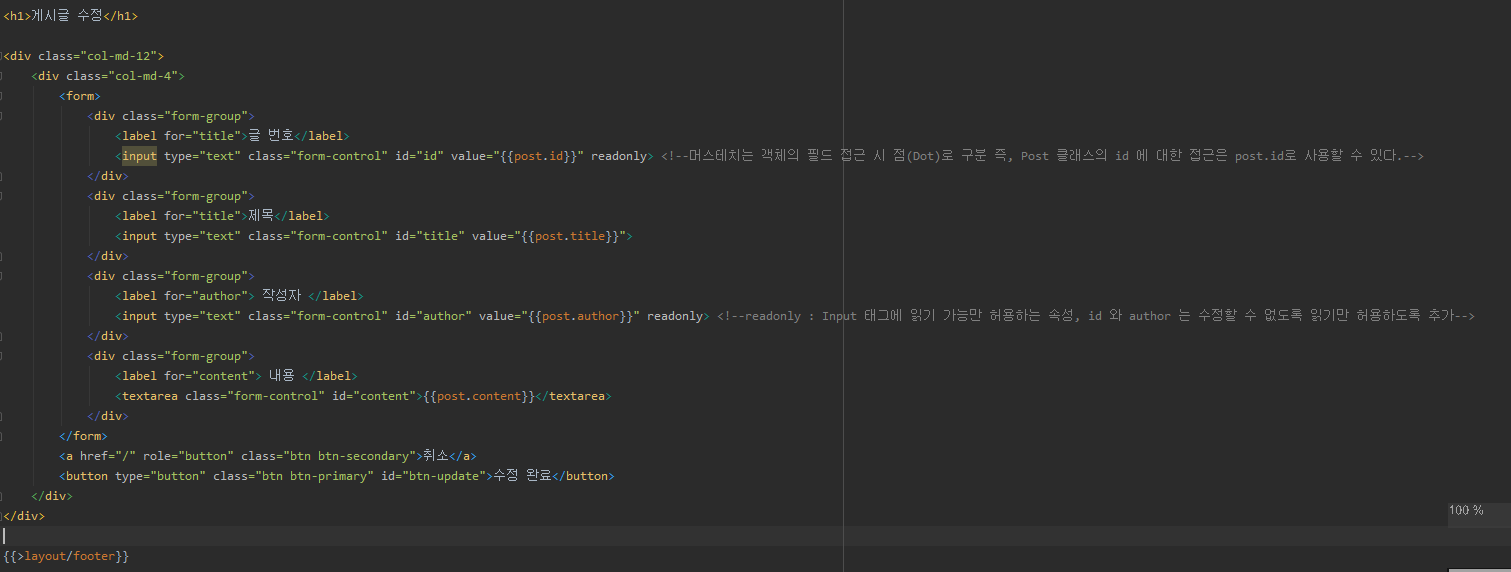 <h1>게시글 수정</h1>
<div class="col-md-12">
<div class="col-md-4">
<form>
<div class="form-group">
<label for="title">글 번호</label>
<input type="text" class="form-control" id="id" value="{{post.id}}" readonly> <!--머스테치는 객체의 필드 접근 시 점(Dot)로 구분 즉, Post 클래스의 id 에 대한 접근은 post.id로 사용할 수 있다.-->
</div>
<div class="form-group">
<label for="title">제목</label>
<input type="text" class="form-control" id="title" value="{{post.title}}">
</div>
<div class="form-group">
<label for="author"> 작성자 </label>
<input type="text" class="form-control" id="author" value="{{post.author}}" readonly> <!--readonly : Input 태그에 읽기 가능만 허용하는 속성, id 와 author 는 수정할 수 없도록 읽기만 허용하도록 추가-->
</div>
<div class="form-group">
<label for="content"> 내용 </label>
<textarea class="form-control" id="content">{{post.content}}</textarea>
</div>
</form>
<a href="/" role="button" class="btn btn-secondary">취소</a>
<button type="button" class="btn btn-primary" id="btn-update">수정 완료</button>
</div>
</div>
100 %
{{>layout/footer}}